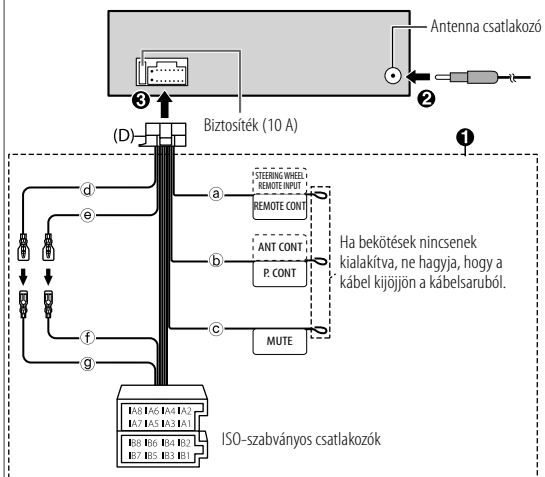 Antenna csatlakozó
❸
❷
Biztosíték (10 A)
(D)
❶
ⓓ
ⓔ
ⓐ
STEERING WHEEL
REMOTE INPUT
REMOTE CONT
ⓑ
ANT CONT
P. CONT
Ha bekötések nincsenek
kialakítva, ne hagyja, hogy a
kábel kijöjjön a kábelsaruból.
ⓒ
MUTE
ⓕ
ⓖ
A8 A6 A4 A2
A7 A5 A3 A1
B8 B6 B4 B2
B7 B5 B3 B1
ISO-szabványos csatlakozók